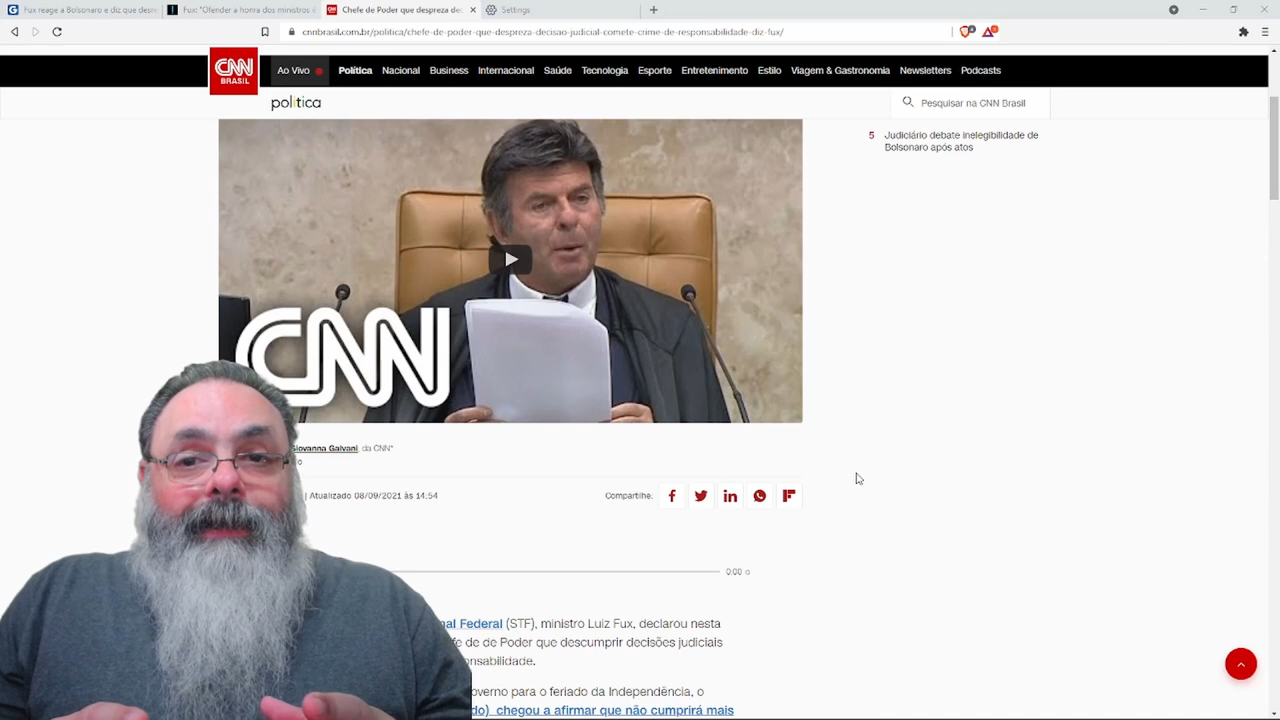 Fux reage a Bolsonaro e diz que desre
Fux: "Ofender a honra dos ministros é
Chefe de Poder que despreza dec
Settings
cnnbrasil.com.br/politica/chefe-de-poder-que-despreza-decisao-judicial-comete-crime-de-responsabilidade-diz-fux/
CNN
BRASIL
Ao Vivo
Política
Nacional
Business
Internacional
Saúde
Tecnologia
Esporte
Entretenimento
Estilo
Viagem & Gastronomia
Newsletters
Podcasts
política
Pesquisar na CNN Brasil
5 Judiciário debate inelegibilidade de
Bolsonaro após atos
CNN
Giovanna Galvani, da CNN*
| Atualizado 08/09/2021 às 14:54
Compartilhe:
0:00
nal Federal (STF), ministro Luiz Fux, declarou nesta
fe de de Poder que descumprir decisões judiciais
ponsabilidade.
overno para o feriado da Independência, o
do) chegou a afirmar que não cumprirá mais